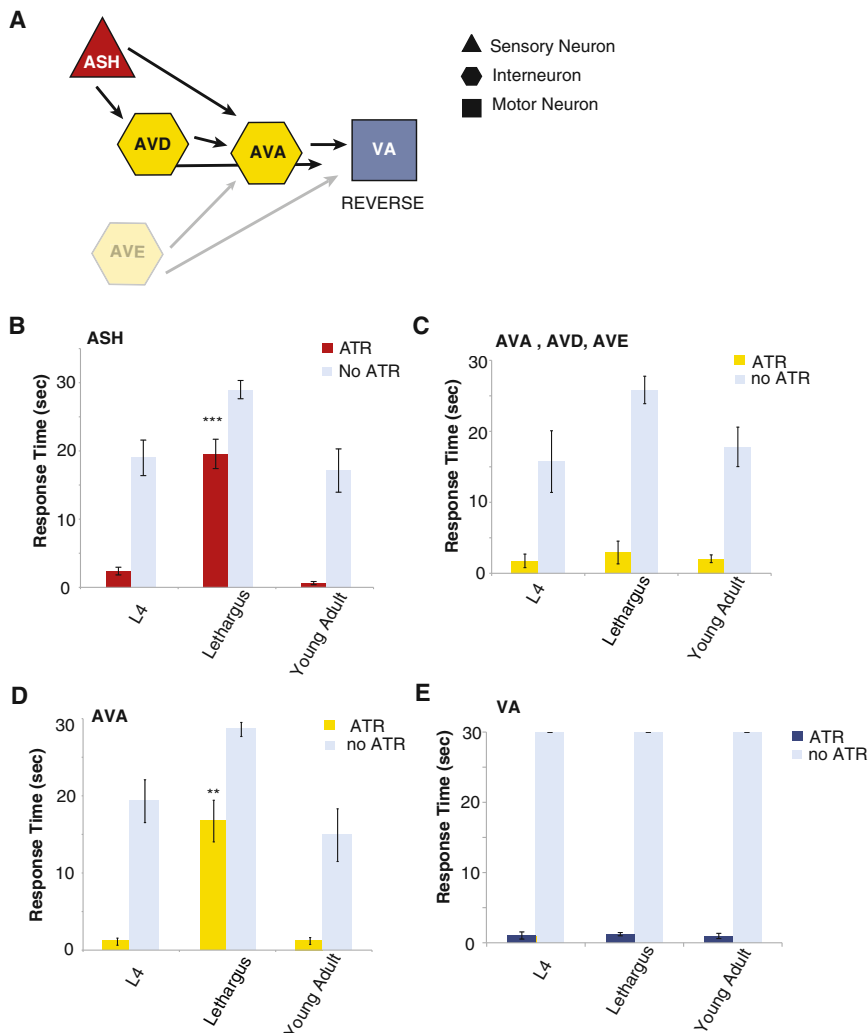 A
ASH
AVD
AVA
VA
AVE
REVERSE
Sensory Neuron
Interneuron
Motor Neuron
B
ASH
ATR
No ATR
Response Time (sec)
30
20
10
0
L4
Lethargus
Young Adult
***
C
AVA , AVD, AVE
ATR
no ATR
Response Time (sec)
30
20
10
0
L4
Lethargus
Young Adult
D
AVA
ATR
no ATR
Response Time (sec)
30
20
10
0
L4
Lethargus
Young Adult
**
E
VA
ATR
no ATR
Response Time (sec)
30
20
10
0
L4
Lethargus
Young Adult